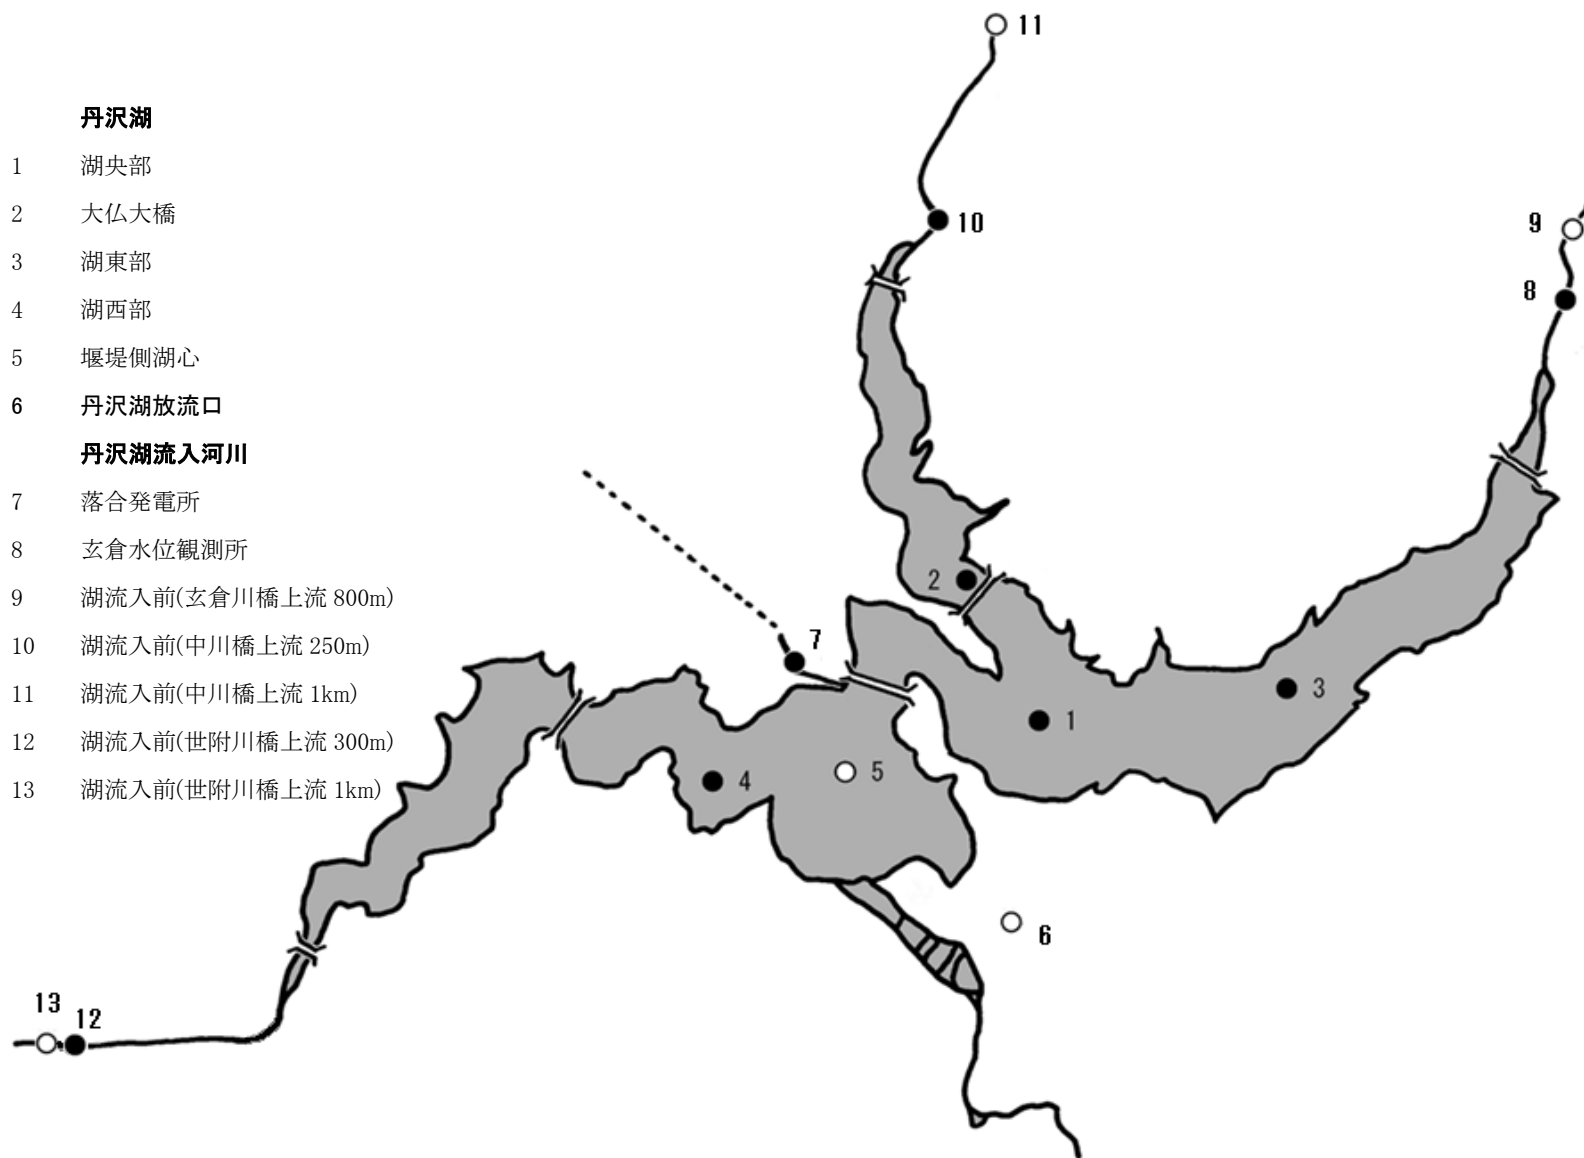 丹沢湖
1 湖央部
2 大仏大橋
3 湖東部
4 湖西部
5 堰堤側湖心
6 丹沢湖放流口
丹沢湖流入河川
7 落合発電所
8 玄倉水位観測所
9 湖流入前(玄倉川橋上流 800m)
10 湖流入前(中川橋上流 250m)
11 湖流入前(中川橋上流 1km)
12 湖流入前(世附川橋上流 300m)
13 湖流入前(世附川橋上流 1km)
11
10
9
8
2
7
3
1
5
4
6
13
12